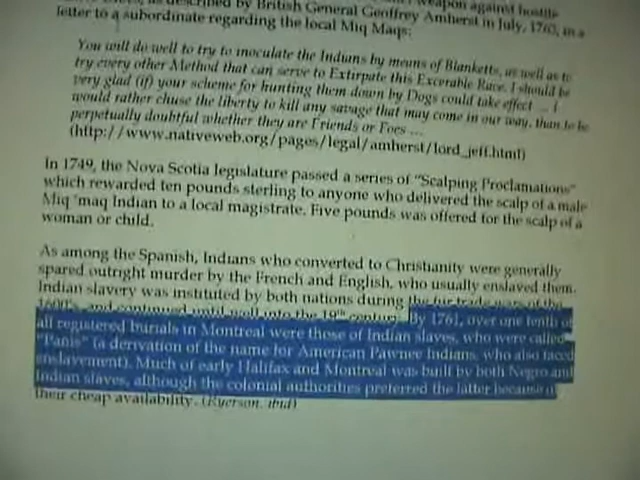 as described by British General Geoffrey Amherst in July, 1760, in a
letter to a subordinate regarding the local Miq Maqs:
You will do well to try to inoculate the Indians by means of Blanketts, as well as to
try every other Method that can serve to Extirpate this Excerable Race. I should be
very glad (if) your scheme for hunting them down by Dogs could take effect ... I
would rather chuse the liberty to kill any savage that may come in our way, than to be
perpetually doubtful whether they are Friends or Foes ...
(http://www.nativeweb.org/pages/legal/amherst/lord_jeff.html)
In 1749, the Nova Scotia legislature passed a series of "Scalping Proclamations"
which rewarded ten pounds sterling to anyone who delivered the scalp of a male
Miq 'maq Indian to a local magistrate. Five pounds was offered for the scalp of a
woman or child.
As among the Spanish, Indians who converted to Christianity were generally
spared outright murder by the French and English, who usually enslaved them.
Indian slavery was instituted by both nations during the fur trade wars of the
1600's, and continued until well into the 19th century. By 1761, over one tenth of
all registered burials in Montreal were those of Indian slaves, who were called
"Panis" (a derivation of the name for American Pawnee Indians, who also faced
enslavement). Much of early Halifax and Montreal was built by both Negro and
Indian slaves, although the colonial authorities preferred the latter because of
their cheap availability. (Ryerson, ibid)